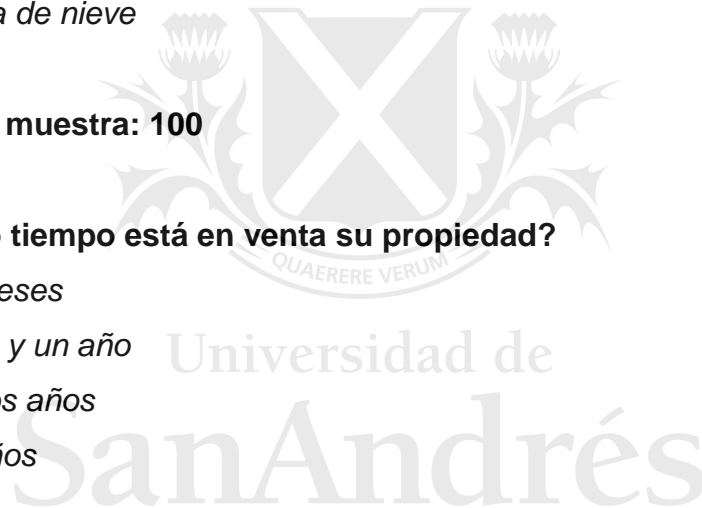 a de nieve
muestra: 100
o tiempo está en venta su propiedad?
QUAERERE VERUM
eses
y un año
Universidad de
os años
SanAndrés
ños